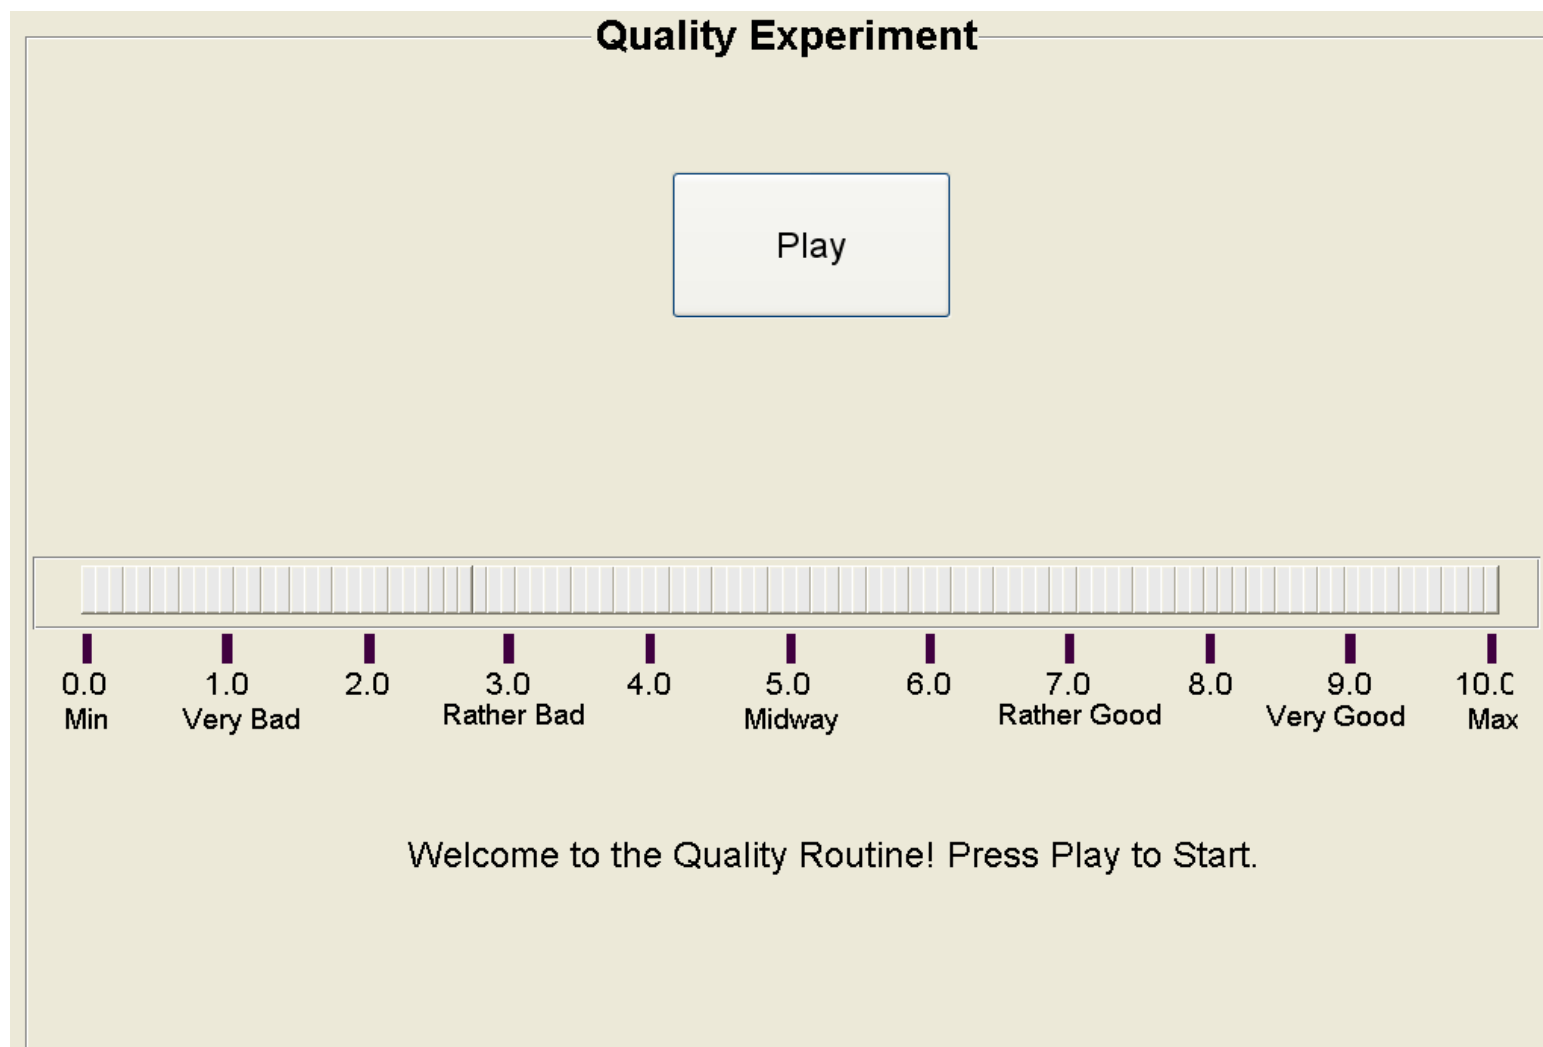 Quality Experiment
Play
0.0 1.0 2.0 3.0 4.0 5.0 6.0 7.0 8.0 9.0 10.0
Min Very Bad Rather Bad Midway Rather Good Very Good Max
Welcome to the Quality Routine! Press Play to Start.